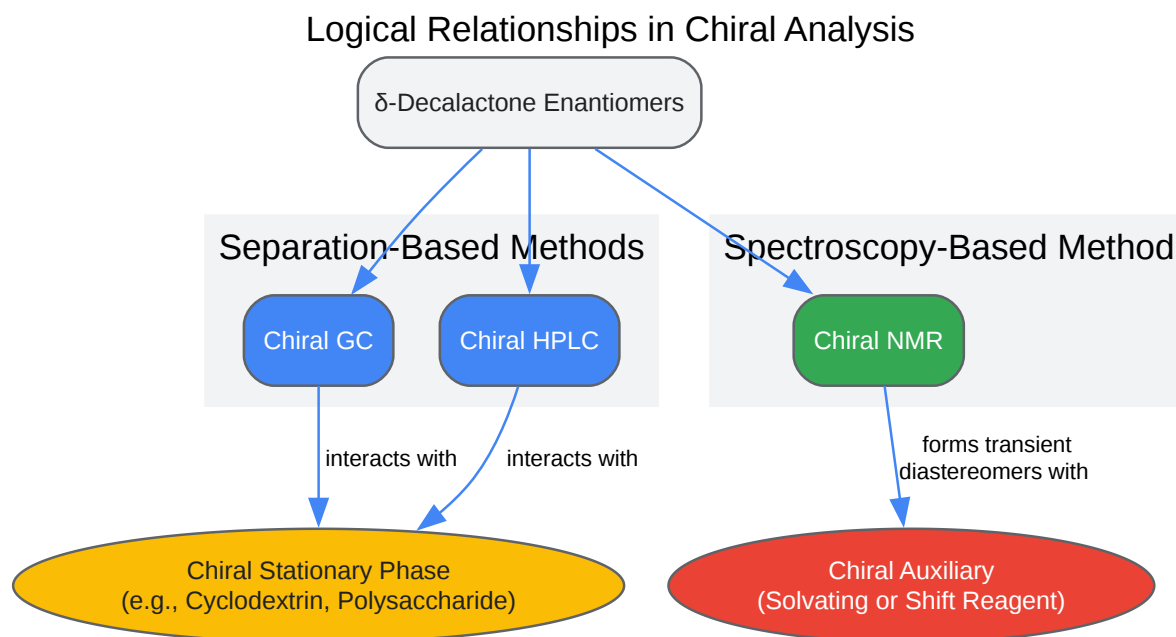 Logical Relationships in Chiral Analysis
δ-Decalactone Enantiomers
Separation-Based Methods
Spectroscopy-Based Method
Chiral GC
Chiral HPLC
Chiral NMR
interacts with
interacts with
forms transient
diastereomers with
Chiral Stationary Phase
(e.g., Cyclodextrin, Polysaccharide)
Chiral Auxiliary
(Solvating or Shift Reagent)